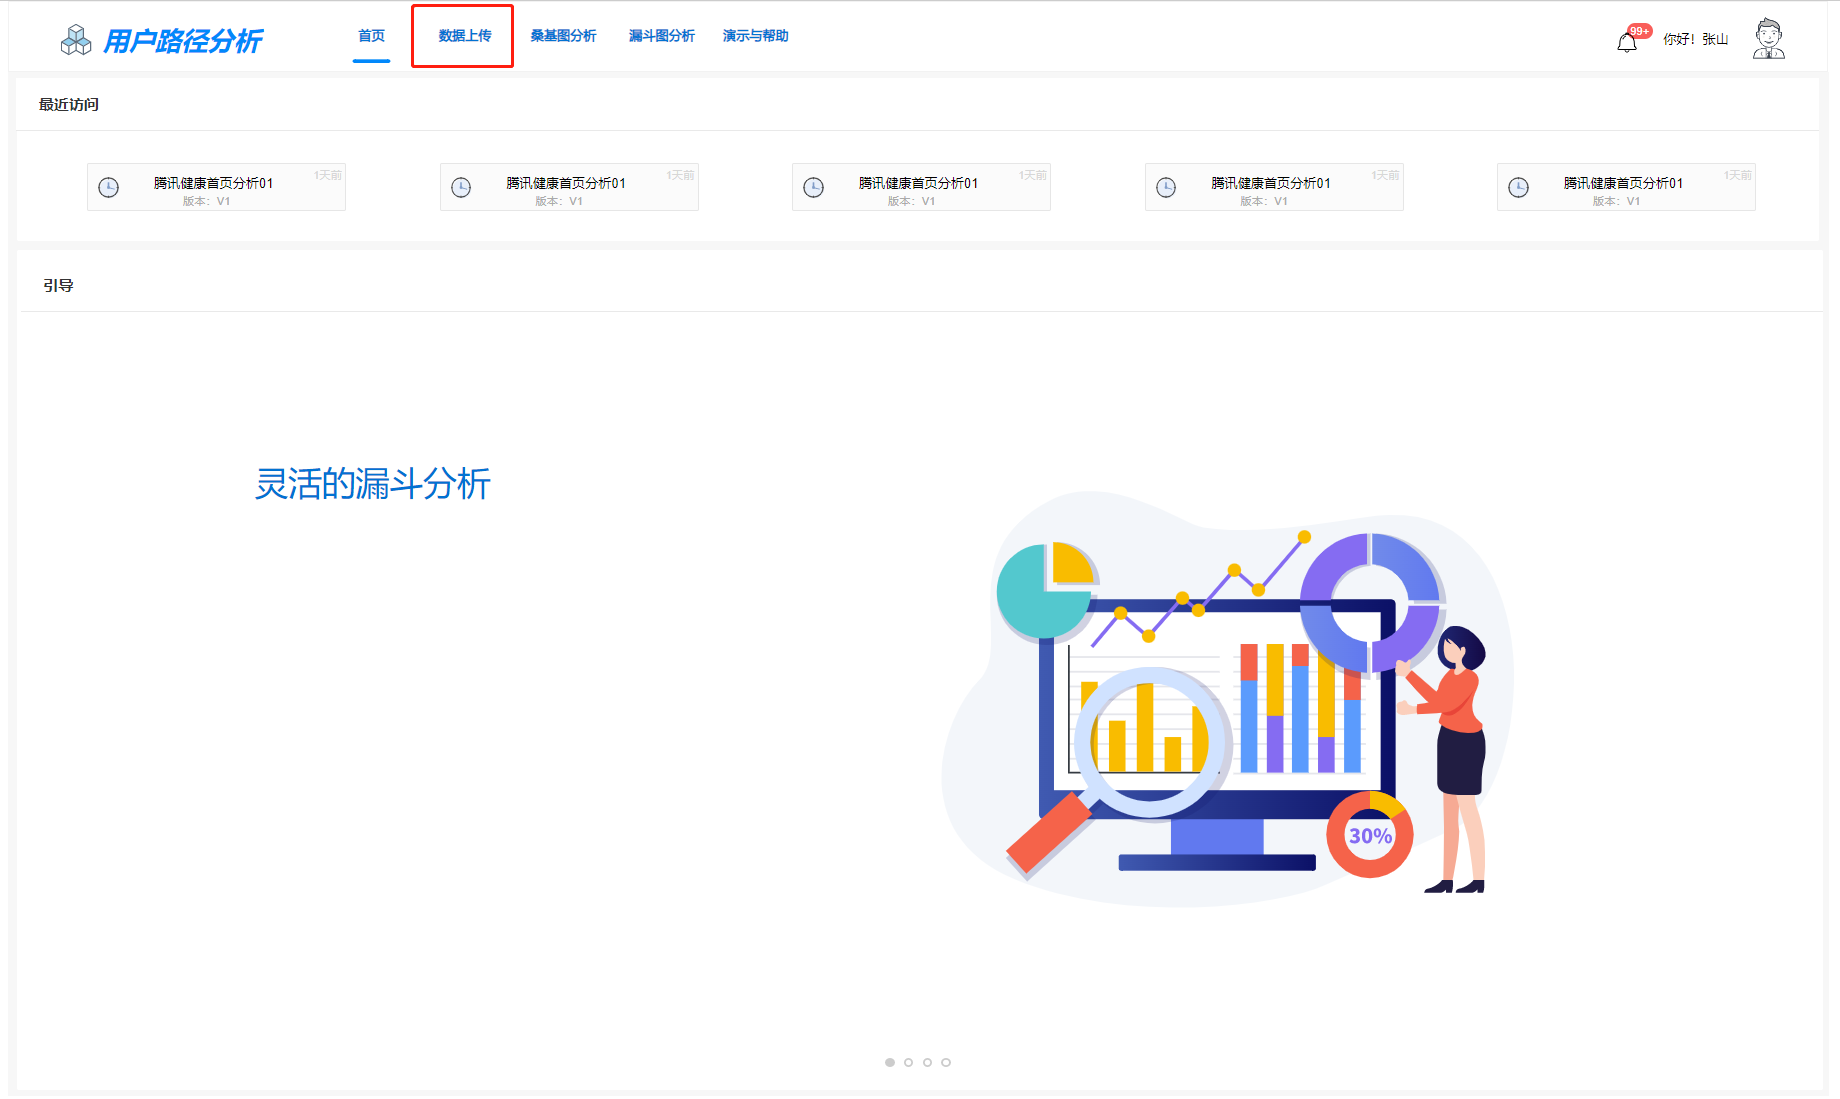 用户路径分析
首页 数据上传 桑基图分析 漏斗图分析 演示与帮助
99+
你好！张山
最近访问
腾讯健康首页分析01 1天前
版本：V1
腾讯健康首页分析01 1天前
版本：V1
腾讯健康首页分析01 1天前
版本：V1
腾讯健康首页分析01 1天前
版本：V1
腾讯健康首页分析01 1天前
版本：V1
引导
灵活的漏斗分析
30%